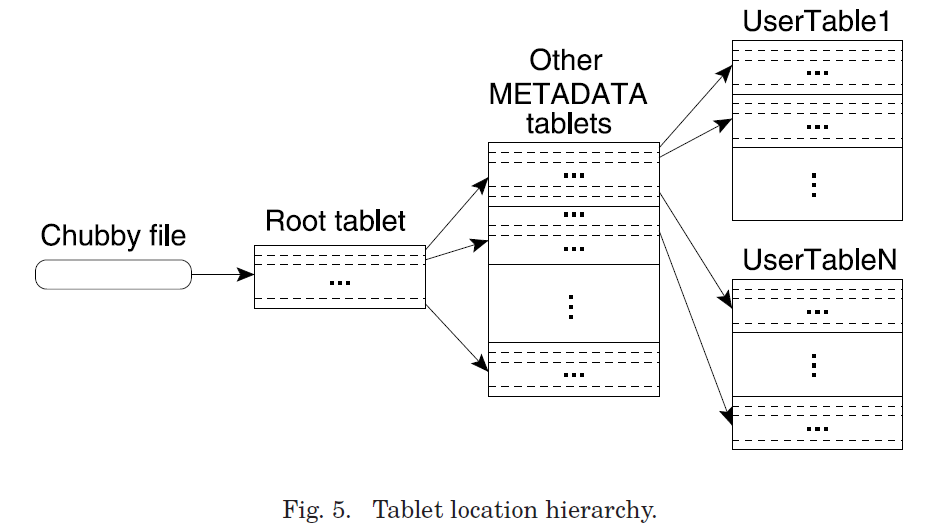 UserTable1
Other
METADATA
tablets
Root tablet
Chubby file
UserTableN
Fig. 5. Tablet location hierarchy.